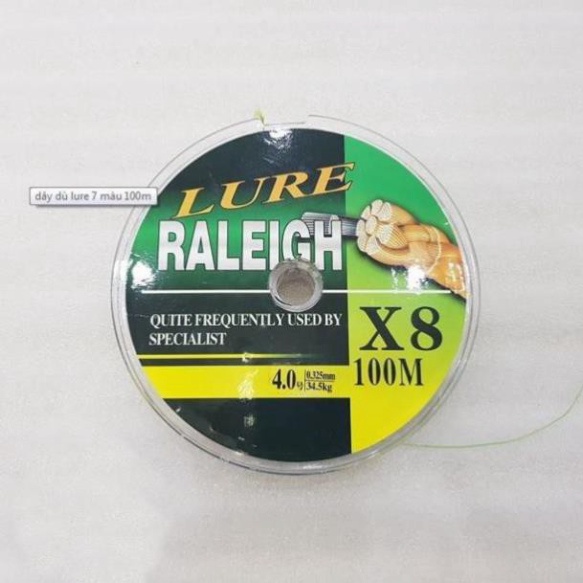 dây dù lure 7 màu 100m
LURE
RALEIGH
QUITE FREQUENTLY USED BY
SPECIALIST
X8
100M
4.0号 0.325mm
34.5kg